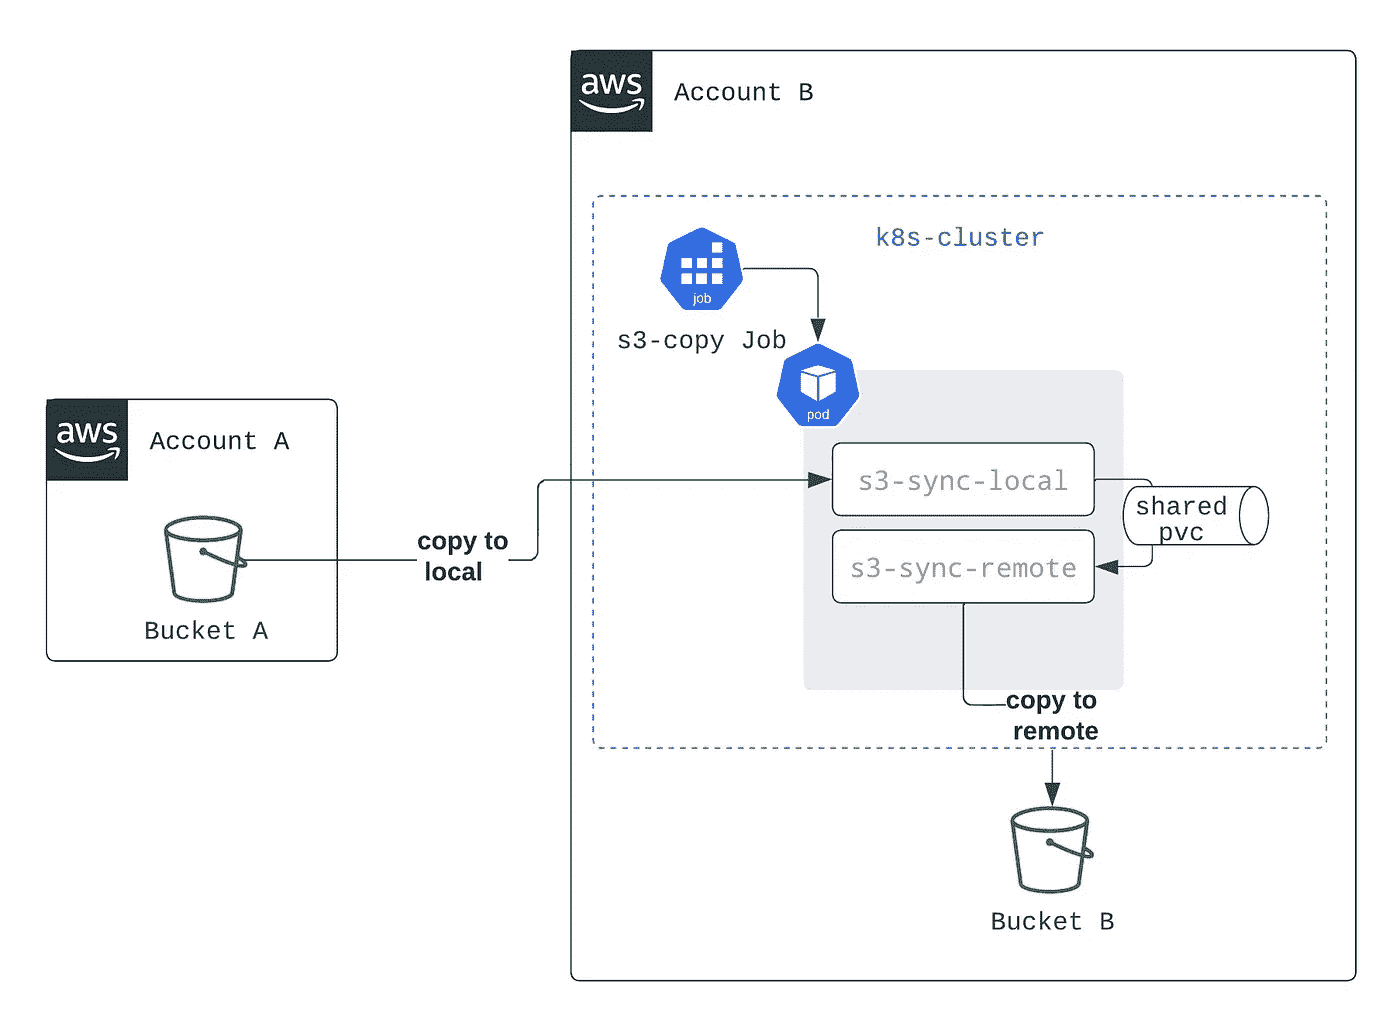 aws
Account B
k8s-cluster
job
s3-copy Job
pod
aws
Account A
s3-sync-local
shared
pvc
copy to
local
s3-sync-remote
Bucket A
copy to
remote
Bucket B